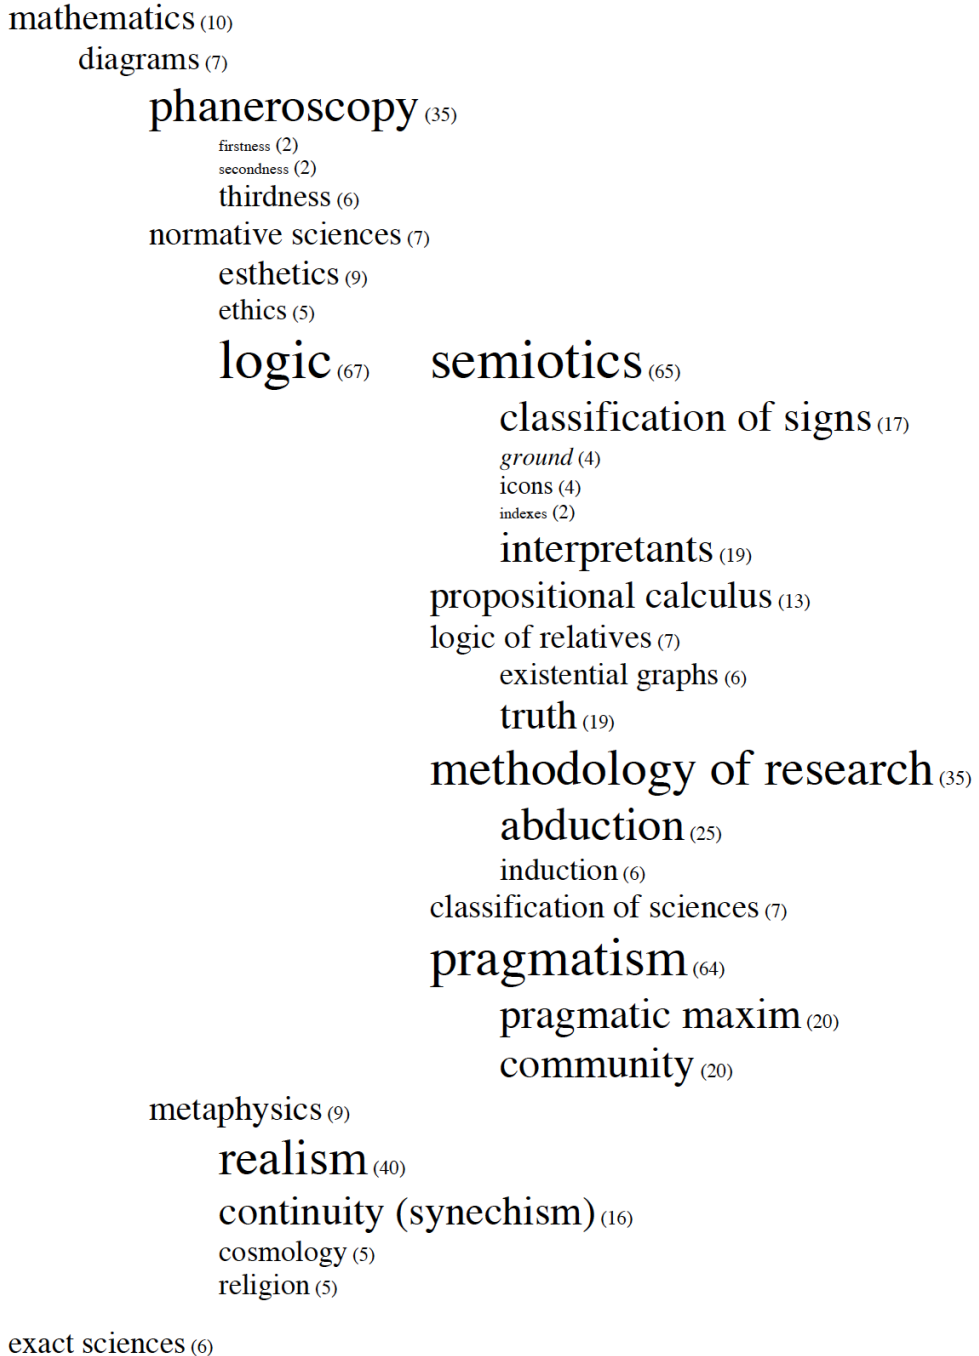 mathematics (10)
diagrams (7)
phaneroscopy (35)
firstness (2)
secondness (2)
thirdness (6)
normative sciences (7)
esthetics (9)
ethics (5)
logic (67) semiotics (65)
classification of signs (17)
ground (4)
icons (4)
indexes (2)
interpretants (19)
propositional calculus (13)
logic of relatives (7)
existential graphs (6)
truth (19)
methodology of research (35)
abduction (25)
induction (6)
classification of sciences (7)
pragmatism (64)
pragmatic maxim (20)
community (20)
metaphysics (9)
realism (40)
continuity (synechism) (16)
cosmology (5)
religion (5)
exact sciences (6)